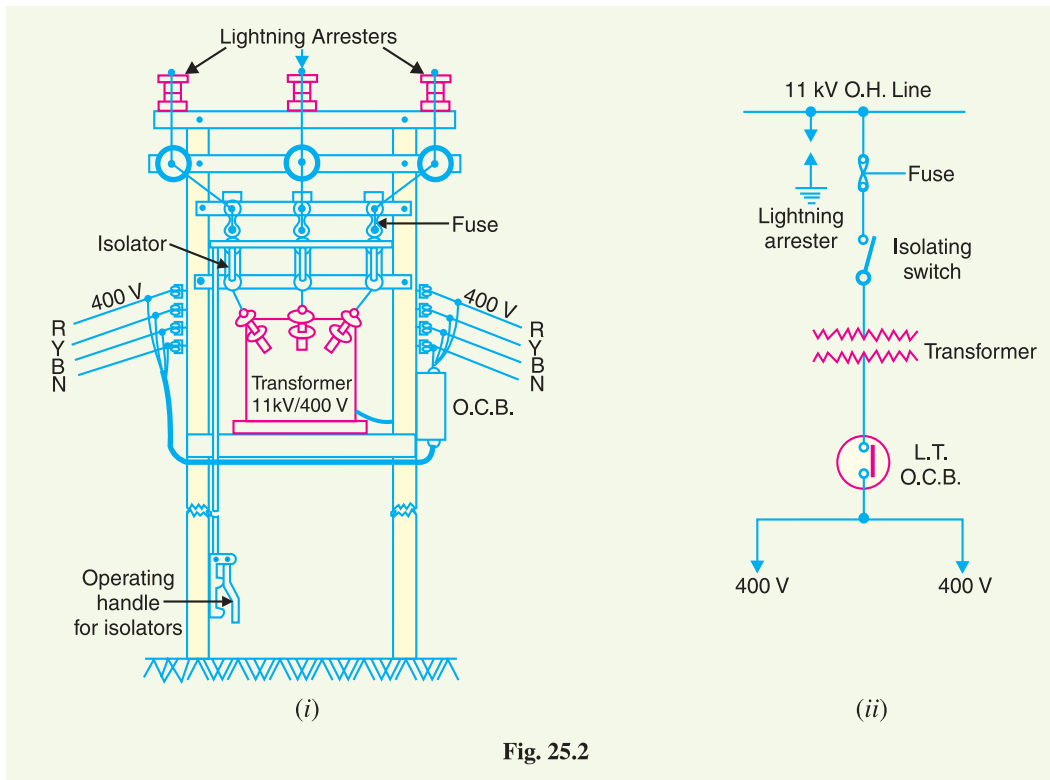 Lightning Arresters
Isolator
Fuse
400 V
R
Y
B
N
400 V
R
Y
B
N
Transformer
11kV/400 V
O.C.B.
Operating
handle
for isolators
(i)
11 kV O.H. Line
Fuse
Lightning
arrester
Isolating
switch
Transformer
L.T.
O.C.B.
400 V
400 V
(ii)
Fig. 25.2